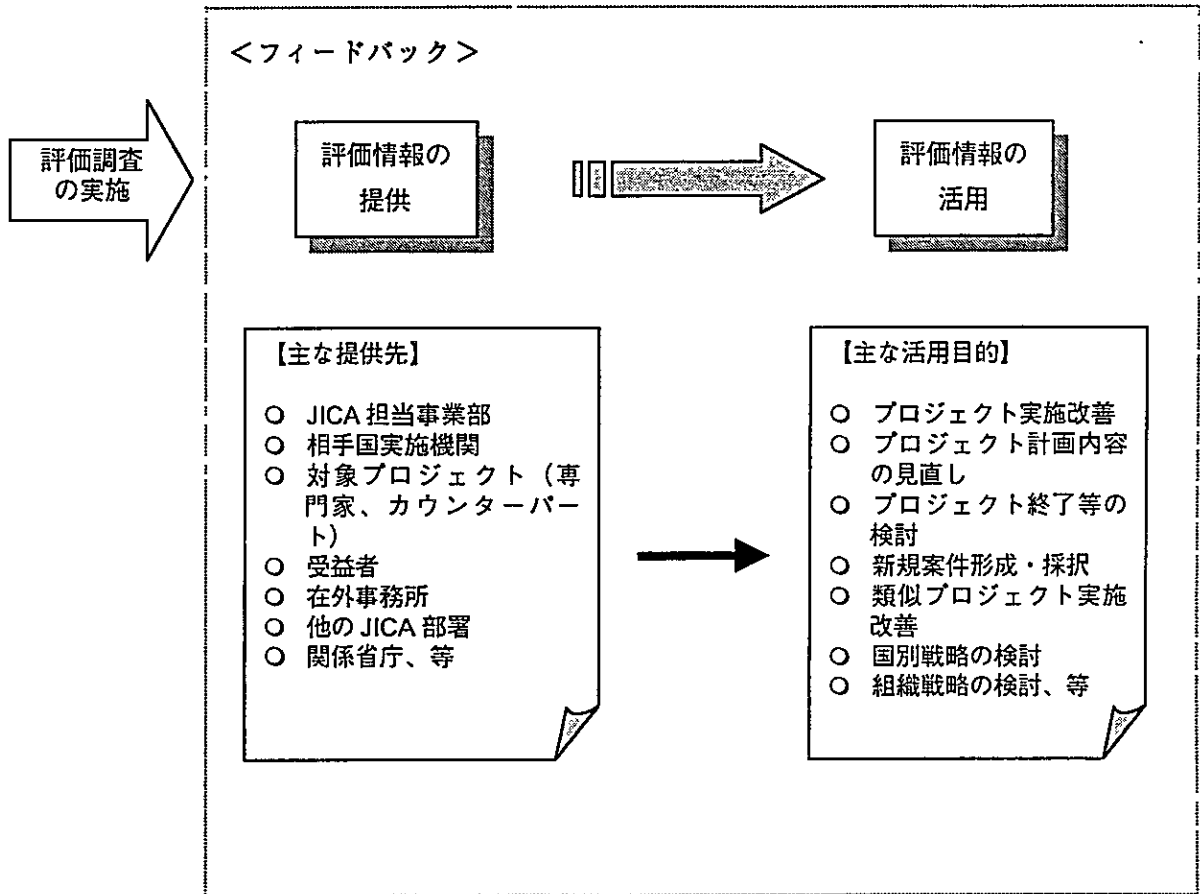 ＜フィードバック＞
評価調査
の実施
評価情報の
提供
評価情報の
活用
【主な提供先】
○ JICA 担当事業部
○ 相手国実施機関
○ 対象プロジェクト（専
門家、カウンターパー
ト）
○ 受益者
○ 在外事務所
○ 他の JICA 部署
○ 関係省庁、等
【主な活用目的】
○ プロジェクト実施改善
○ プロジェクト計画内容
の見直し
○ プロジェクト終了等の
検討
○ 新規案件形成・採択
○ 類似プロジェクト実施
改善
○ 国別戦略の検討
○ 組織戦略の検討、等